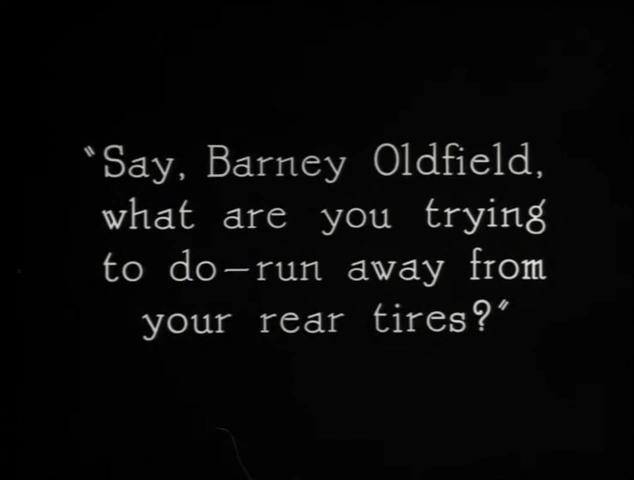 "Say, Barney Oldfield,
what are you trying
to do—run away from
your rear tires?"